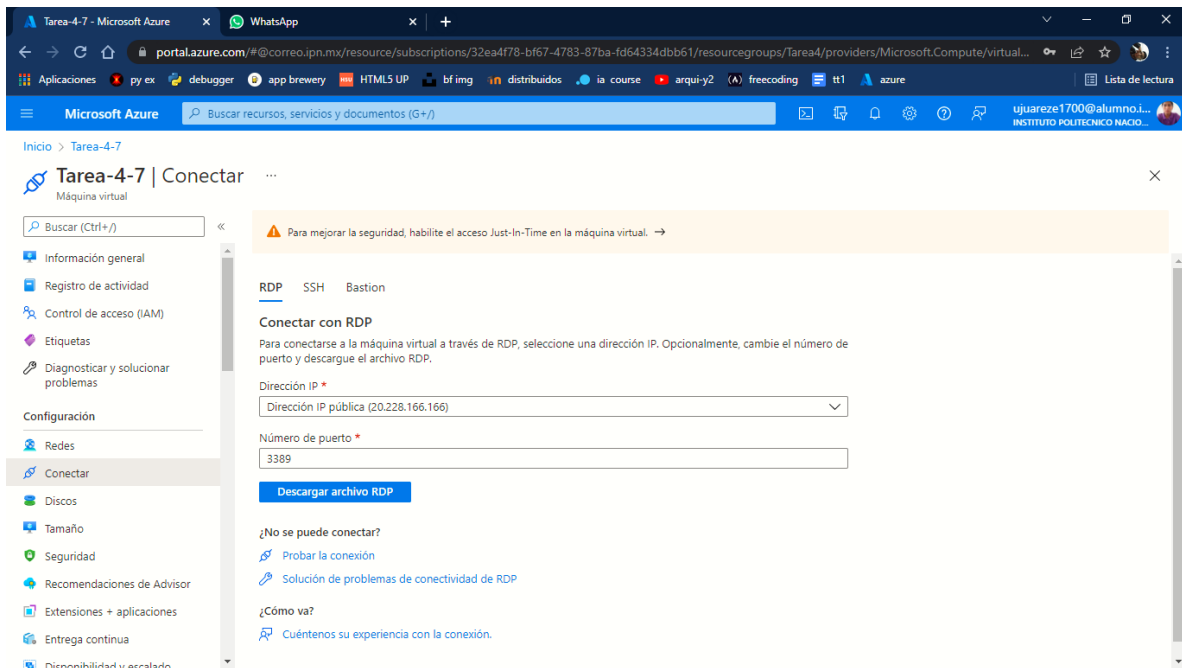 Tarea-4-7 - Microsoft Azure
WhatsApp
portal.azure.com/#@correo.ipn.mx/resource/subscriptions/32ea4f78-bf67-4783-87ba-fd64334dbb61/resourcegroups/Tarea4/providers/Microsoft.Compute/virtual...
Aplicaciones py ex debugger app brewery HTML5 UP bf img distribuidos ia course arqui-y2 freecoding tt1 azure Lista de lectura
Microsoft Azure Buscar recursos, servicios y documentos (G+/) ujuareze1700@alumno.i...
INSTITUTO POLITECNICO NACIO...
Inicio > Tarea-4-7
Tarea-4-7 | Conectar ...
Máquina virtual
Buscar (Ctrl+/)
Información general
Registro de actividad
Control de acceso (IAM)
Etiquetas
Diagnosticar y solucionar
problemas
Configuración
Redes
Conectar
Discos
Tamaño
Seguridad
Recomendaciones de Advisor
Extensiones + aplicaciones
Entrega continua
Disponibilidad y escalado
Para mejorar la seguridad, habilite el acceso Just-In-Time en la máquina virtual. →
RDP SSH Bastion
Conectar con RDP
Para conectarse a la máquina virtual a través de RDP, seleccione una dirección IP. Opcionalmente, cambie el número de
puerto y descargue el archivo RDP.
Dirección IP *
Dirección IP pública (20.228.166.166)
Número de puerto *
3389
Descargar archivo RDP
¿No se puede conectar?
Probar la conexión
Solución de problemas de conectividad de RDP
¿Cómo va?
Cuéntenos su experiencia con la conexión.